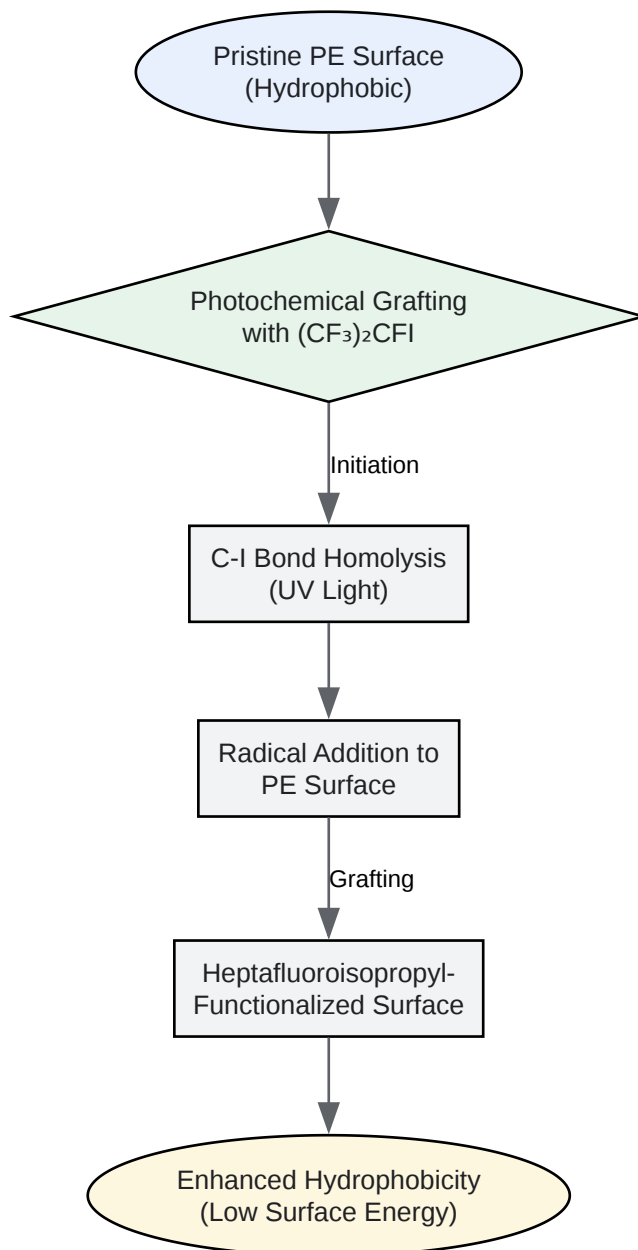 Pristine PE Surface
(Hydrophobic)
Photochemical Grafting
with (CF₃)₂CFI
Initiation
C-I Bond Homolysis
(UV Light)
Radical Addition to
PE Surface
Grafting
Heptafluoroisopropyl-
Functionalized Surface
Enhanced Hydrophobicity
(Low Surface Energy)